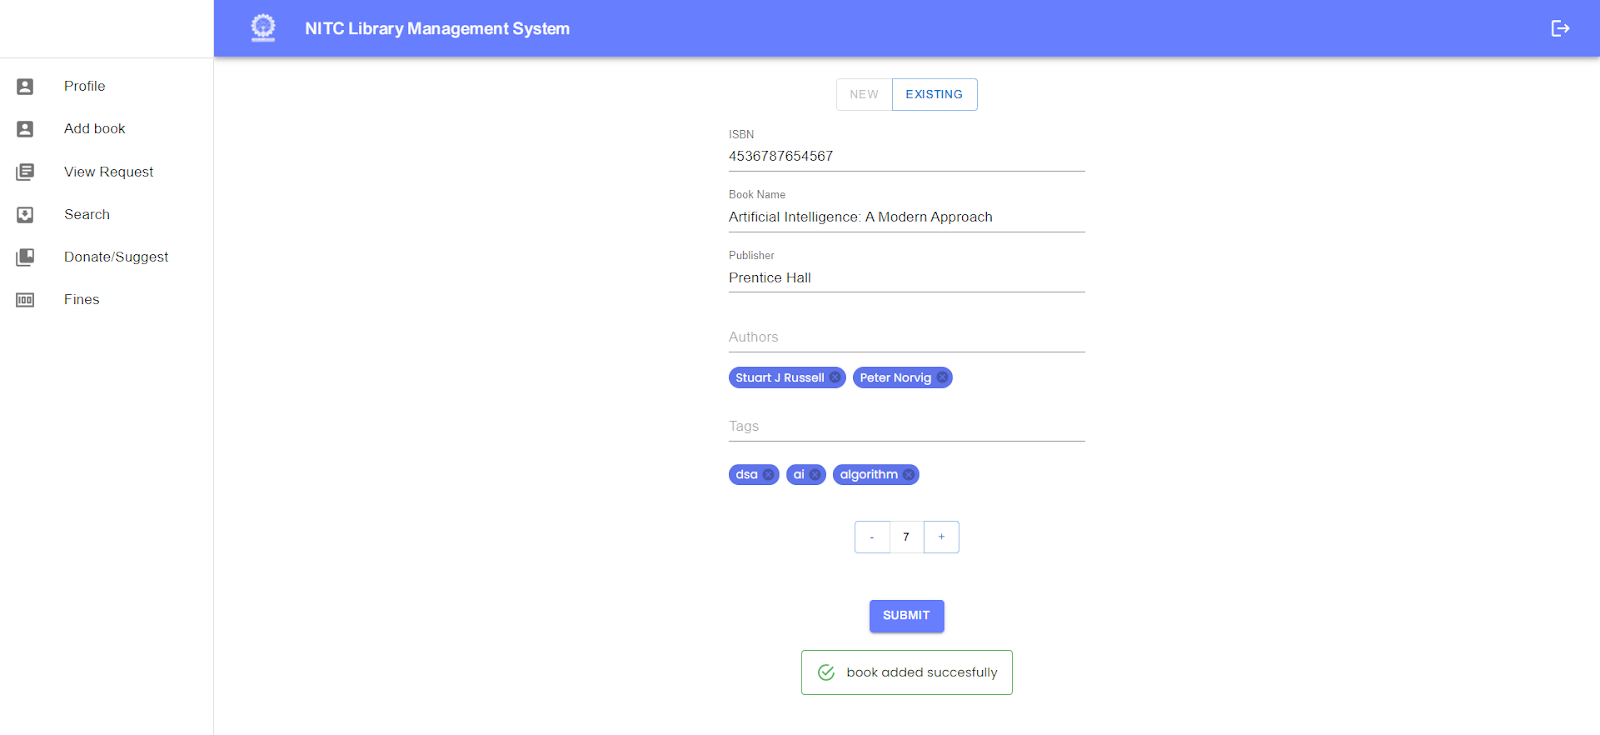 NITC Library Management System
Profile
Add book
View Request
Search
Donate/Suggest
Fines
NEW EXISTING
ISBN
4536787654567
Book Name
Artificial Intelligence: A Modern Approach
Publisher
Prentice Hall
Authors
Stuart J Russell Peter Norvig
Tags
dsa ai algorithm
- 7 +
SUBMIT
book added succesfully